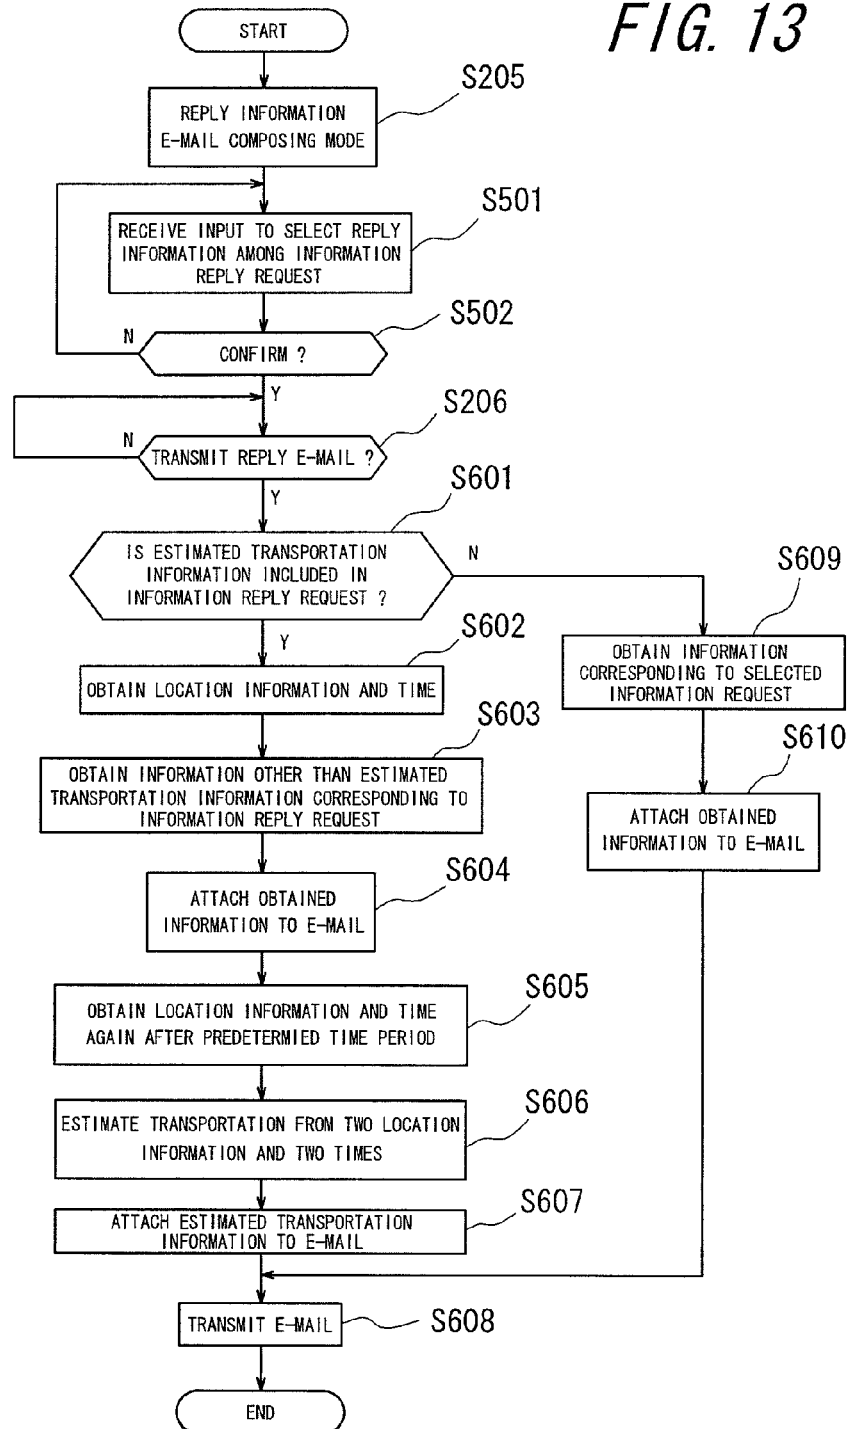 FIG. 13
START
S205
REPLY INFORMATION
E-MAIL COMPOSING MODE
S501
RECEIVE INPUT TO SELECT REPLY
INFORMATION AMONG INFORMATION
REPLY REQUEST
S502
N
CONFIRM ?
Y
S206
N
TRANSMIT REPLY E-MAIL ?
Y
S601
IS ESTIMATED TRANSPORTATION
INFORMATION INCLUDED IN
INFORMATION REPLY REQUEST ?
N
Y
S609
OBTAIN INFORMATION
CORRESPONDING TO SELECTED
INFORMATION REQUEST
S602
OBTAIN LOCATION INFORMATION AND TIME
S603
OBTAIN INFORMATION OTHER THAN ESTIMATED
TRANSPORTATION INFORMATION CORRESPONDING TO
INFORMATION REPLY REQUEST
S610
ATTACH OBTAINED
INFORMATION TO E-MAIL
S604
ATTACH OBTAINED
INFORMATION TO E-MAIL
S605
OBTAIN LOCATION INFORMATION AND TIME
AGAIN AFTER PREDETERMIED TIME PERIOD
S606
ESTIMATE TRANSPORTATION FROM TWO LOCATION
INFORMATION AND TWO TIMES
S607
ATTACH ESTIMATED TRANSPORTATION
INFORMATION TO E-MAIL
S608
TRANSMIT E-MAIL
END